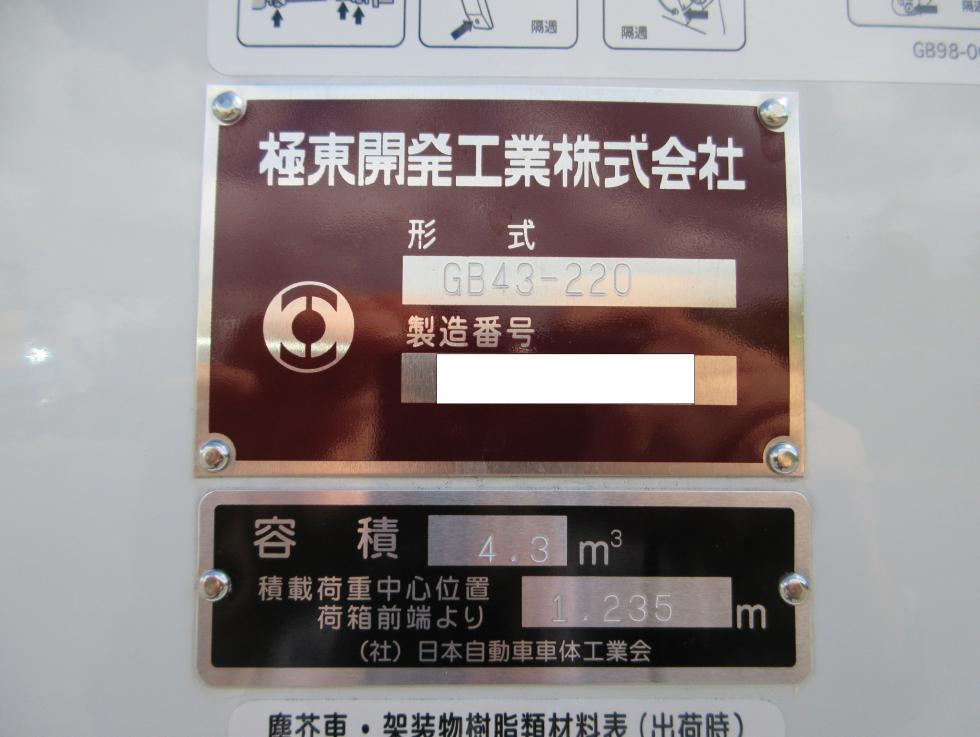 隔週
隔週
隔週
GB98-0
極東開発工業株式会社
形 式
GB43-220
製造番号
容 積 4.3 m³
積載荷重中心位置
荷箱前端より 1.235 m
(社)日本自動車車体工業会
塵芥車・架装物樹脂類材料表(出荷時)